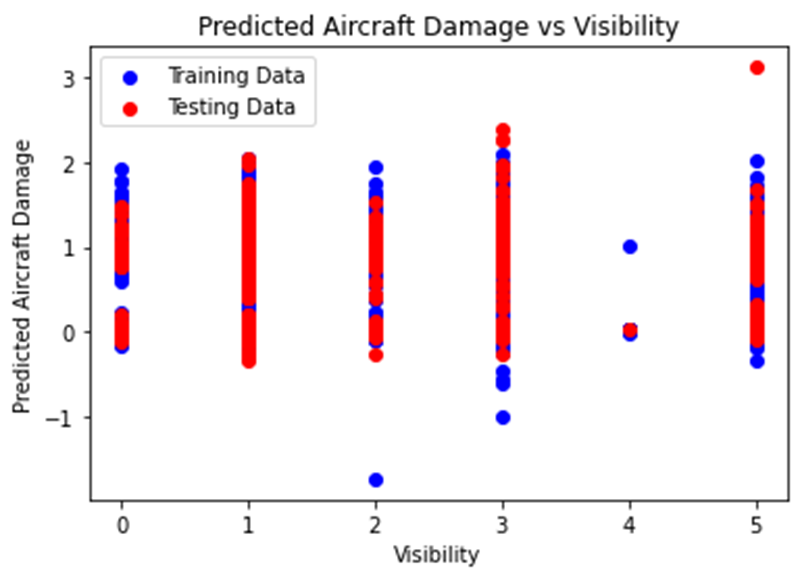 Predicted Aircraft Damage vs Visibility
Training Data
Testing Data
Predicted Aircraft Damage
3
2
1
0
−1
0 1 2 3 4 5
Visibility